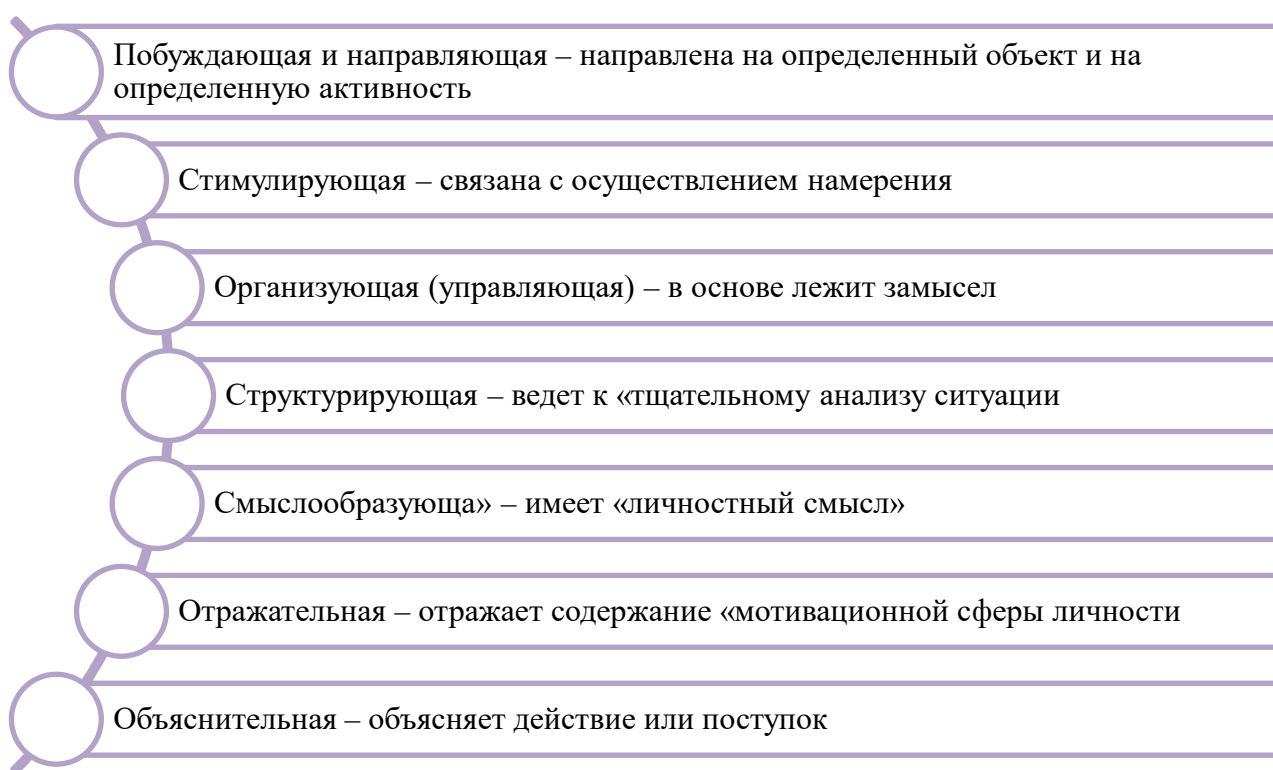 Побуждающая и направляющая – направлена на определенный объект и на
определенную активность
Стимулирующая – связана с осуществлением намерения
Организующая (управляющая) – в основе лежит замысел
Структурирующая – ведет к «тщательному анализу ситуации
Смыслообразующа» – имеет «личностный смысл»
Отражательная – отражает содержание «мотивационной сферы личности
Объяснительная – объясняет действие или поступок